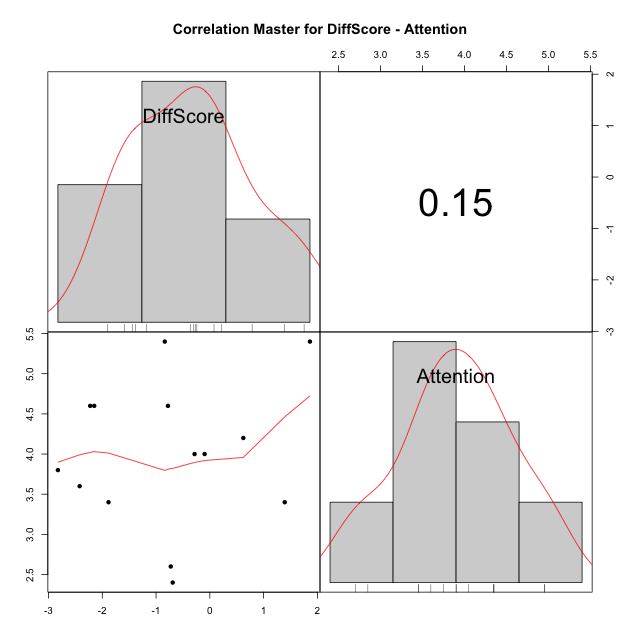 Correlation Master for DiffScore - Attention
2.5 3.0 3.5 4.0 4.5 5.0 5.5
DiffScore
0.15
2
1
0
-1
-2
-3
5.5
5.0
4.5
4.0
3.5
3.0
2.5
Attention
-3 -2 -1 0 1 2